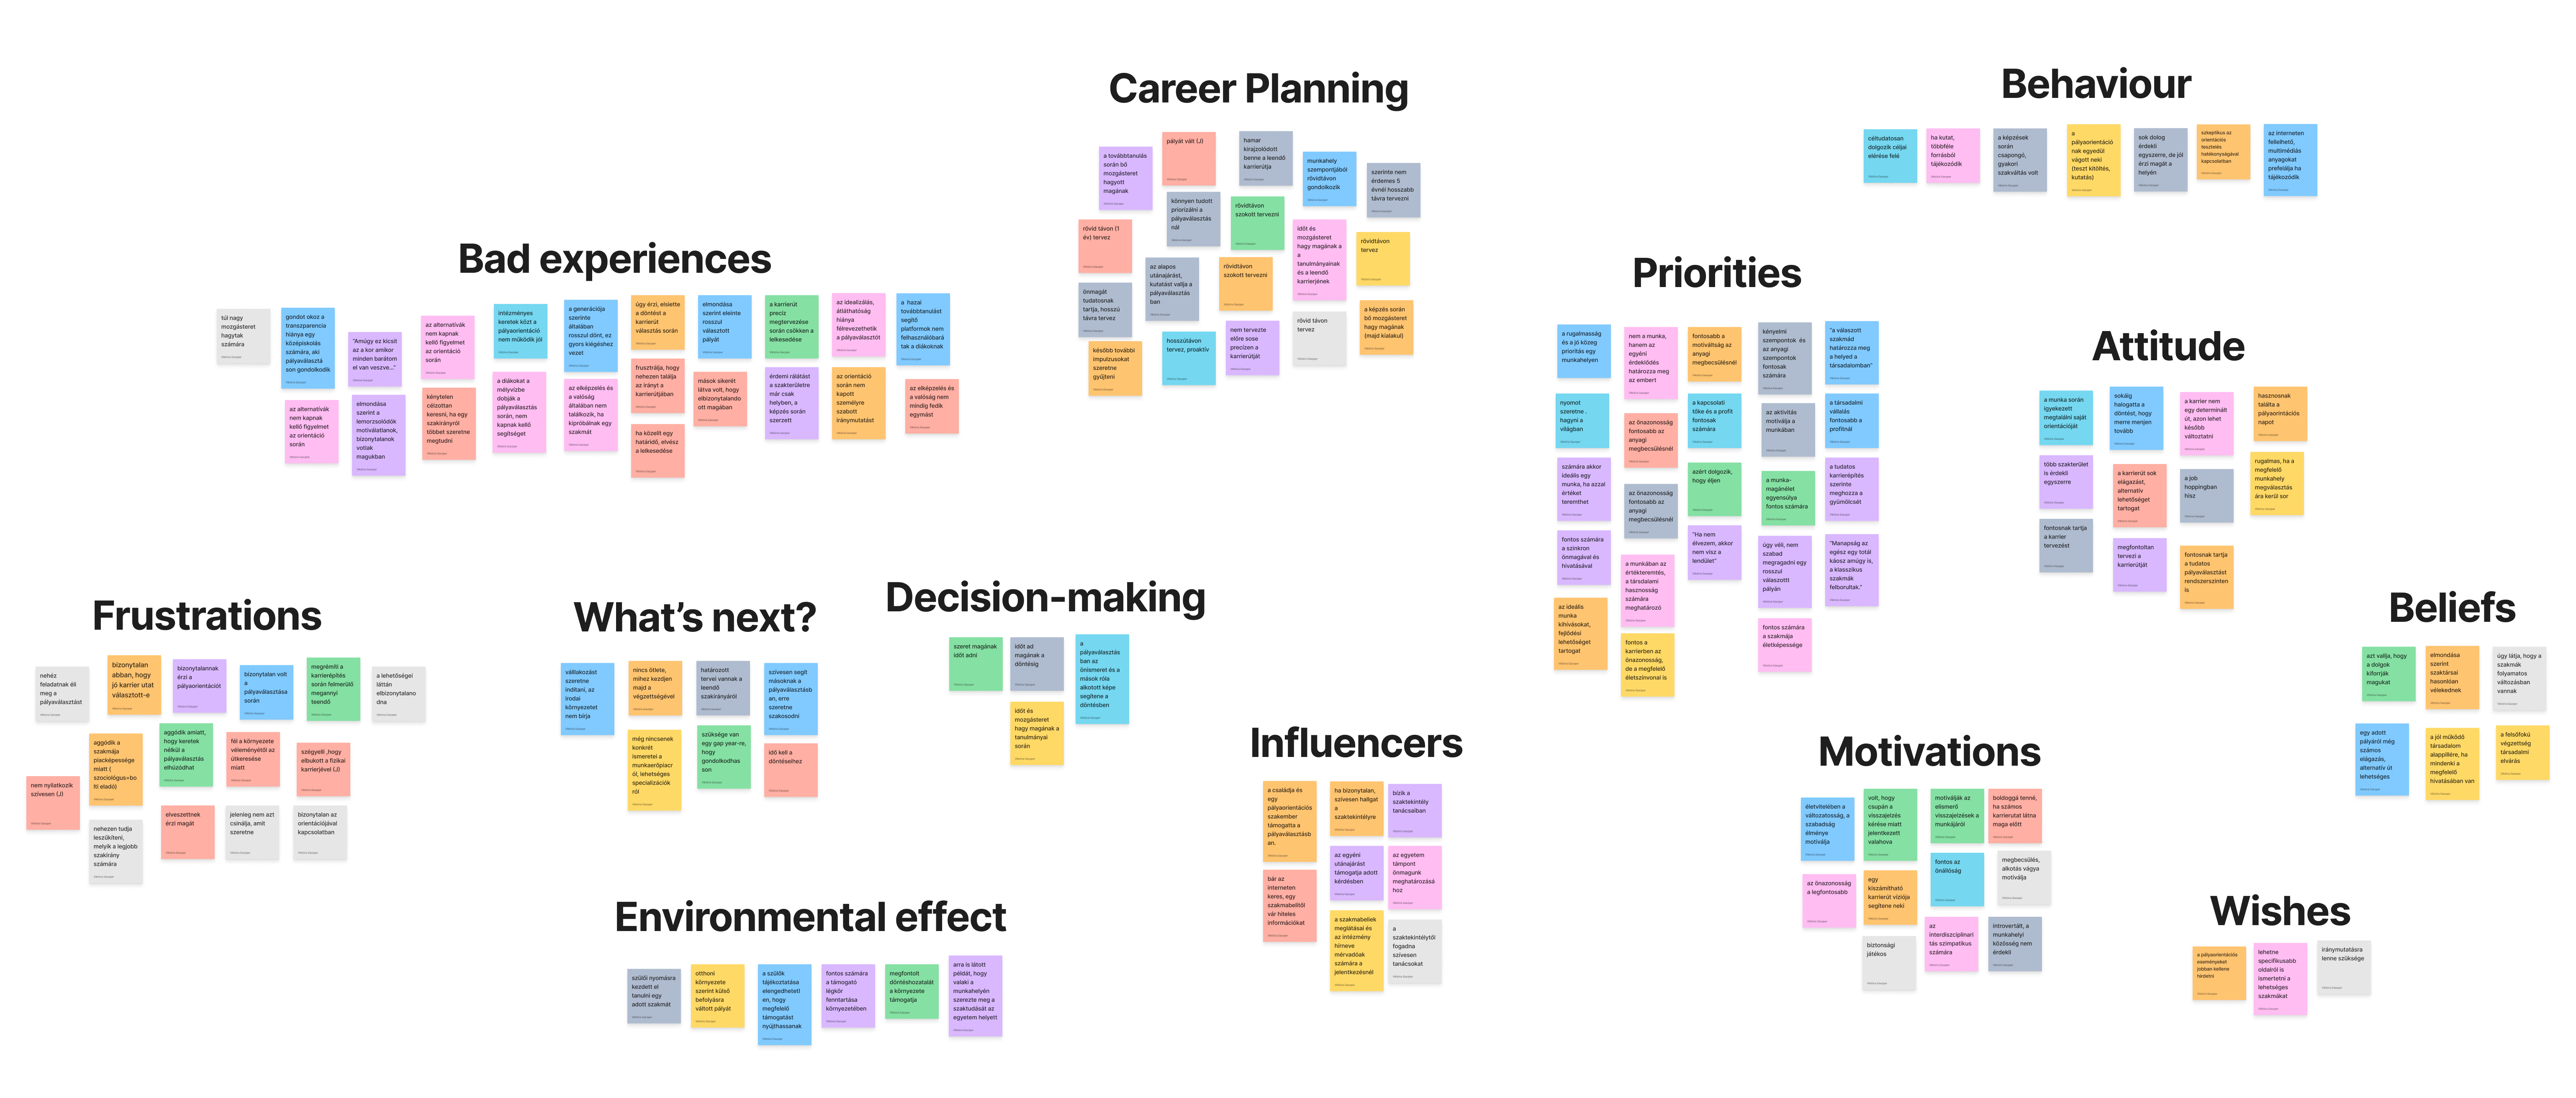 Career Planning
a továbbtanulás
során bő
mozgásteret
hagyott
magának
pályát vált (J)
hamar
kirajzolódott
benne a leendő
karrierútja
munkahely
szempontjából
rövidtávon
gondolkozik
szerinte nem
érdemes 5
évnél hosszabb
távra tervezni
könnyen tudott
priorizálni a
pályaválasztás
nál
rövidtávon
szokott tervezni
rövid távon (1
év) tervez
időt és
mozgásteret
hagy magának a
a
tanulmányainak
és a leendő
karrierjének
rövidtávon
tervez
az alapos
utánajárást,
kutatást vallja a
pályaválasztás
ban
rövidtávon
szokott tervezni
önmagát
tudatosnak
tartja, hosszú
távra tervez
a képzés során
bő mozgásteret
hagy magának
(majd kialakul)
rövid távon
tervez
később további
impulzusokat
szeretne
gyűjteni
hosszútávon
tervez, proaktív
nem tervezte
előre sose
precízen a
karrierútját
Behaviour
céltudatosan
dolgozik céljai
elérése felé
ha kutat,
többféle
forrásból
tájékozódik
a képzések
során
csapongó,
gyakori
szakváltás volt
a
pályaorientáció
nak egyedül
vágott neki
(teszt kitöltés,
kutatás)
sok dolog
érdekli
egyszerre, de jól
érzi magát a
helyén
szkeptikus az
orientációs
tesztelés
hatékonyságával
kapcsolatban
az interneten
fellelhető,
multimédiás
anyagokat
prefelálja ha
tájékozódik
Bad experiences
túl nagy
mozgásteret
hagytak
számára
gondot okoz a
transzparencia
hiánya egy
középiskolás
számára, aki
pályaválasztá
son gondolkodik
"Amúgy ez kicsit
az a kor amikor
minden barátom
el van veszve..."
az alternatívák
nem kapnak
kellő figyelmet
az orientáció
során
intézményes
keretek közt a
pályaorientáció
nem működik jól
a generációja
szerinte
általában
rosszul dönt, ez
gyors kiégéshez
vezet
úgy érzi, elsiette
a döntést a
karrierút
választás során
elmondása
szerint eleinte
rosszul
választott
pályát
a karrierút
precíz
megtervezése
során csökken a
lelkesedése
az idealizálás,
átláthatóság
hiánya
félrevezethetik
a pályaválasztót
a hazai
továbbtanulást
segítő
platformok nem
felhasználóbará
tak a diákoknak
az alternatívák
nem kapnak
kellő figyelmet
az orientáció
során
elmondása
szerint a
lemorzsolódók
motiválatlanok,
bizonytalanok
voltak
magukban
kénytelen
célzottan
keresni, ha egy
szakirányról
többet szeretne
megtudni
a diákokat a
mélyvízbe
dobják a
pályaválasztás
során, nem
kapnak kellő
segítséget
az elképzelés és
a valóság
általában nem
találkozik, ha
kipróbálnak egy
szakmát
frusztrálja, hogy
nehezen találja
az irányt a
karrierútjában
ha közelít egy
határidő, elvész
a lelkesedése
mások sikerét
látva volt, hogy
elbizonytalando
ott magában
érdemi rálátást
a szakterületre
már csak
helyben, a
képzés során
szerzett
az orientáció
során nem
kapott
személyre
szabott
iránymutatást
az elképzelés és
a valóság nem
mindig fedik
egymást
Priorities
a rugalmasság
és a jó közeg
prioritás egy
munkahelyen
nem a munka,
hanem az
egyéni
érdeklődés
határozza meg
az embert
fontosabb a
motiváltság az
anyagi
megbecsülésnél
kényelmi
szempontok és
az anyagi
szempontok
fontosak
számára
"a válaszott
szakmád
határozza meg
a helyed a
társadalomban"
nyomot
szeretne .
hagyni a
világban
az önazonosság
fontosabb az
anyagi
megbecsülésnél
a kapcsolati
tőke és a profit
fontosak
számára
az aktivitás
motiválja a
munkában
a társadalmi
vállalás
fontosabb a
profitnál
számára akkor
ideális egy
munka, ha azzal
értéket
teremthet
az önazonosság
fontosabb az
anyagi
megbecsülésnél
azért dolgozik,
hogy éljen
a munka-
magánélet
egyensúlya
fontos számára
a tudatos
karrierépítés
szerinte
meghozza a
gyümölcsét
fontos számára
a szinkron
önmagával és
hivatásával
a munkában az
értékteremtés,
a társdalami
hasznosság
számára
meghatározó
"Ha nem
élvezem, akkor
nem visz a
lendület"
úgy véli, nem
szabad
megragadni egy
rosszul
választott
pályán
"Manapság az
egész egy totál
káosz amúgy is,
a klasszikus
szakmák
felborultak."
az ideális
munka
kihívásokat,
fejlődési
lehetőséget
tartogat
fontos a
karrierben az
önazonosság,
de a megfelelő
életszínvonal is
fontos számára
a szakmája
életképessége
Attitude
a munka során
igyekezett
megtalálni saját
orientációját
sokáig
halogatta a
döntést, hogy
merre menjen
tovább
a karrier nem
egy determinált
út, azon lehet
később
változtatni
hasznosnak
találta a
pályaorintációs
napot
több szakterület
is érdekli
egyszerre
a karrierút sok
elágazást,
alternatív
lehetőséget
tartogat
a job
hoppingban
hisz
rugalmas, ha a
megfelelő
munkahely
megválasztás
ára kerül sor
fontosnak tartja
a karrier
tervezést
megfontoltan
tervezi a
karrierútját
fontosnak tartja
a tudatos
pályaválasztást
rendszerszinten
is
Frustrations
nehéz
feladatnak éli
meg a
pályaválasztást
bizonytalan
abban, hogy
jó karrier utat
választott-e
bizonytalannak
érzi a
pályaorientációt
bizonytalan volt
a
pályaválasztása
során
megrémíti a
karrierépítés
során felmerülő
megannyi
teendő
a lehetőségei
láttán
elbizonytalano
dna
aggódik a
szakmája
piacképessége
miatt (
szociológus=bo
lti eladó)
aggódik amiatt,
hogy keretek
nélkül a
pályaválasztás
elhúzódhat
fél a környezete
véleményétől az
útkeresése
miatt
szégyelli ,hogy
elbukott a fizikai
karrierjével (J)
nem nyilatkozik
szívesen (J)
nehezen tudja
leszűkíteni,
melyik a legjobb
szakirány
számára
elveszettnek
érzi magát
jelenleg nem azt
csinálja, amit
szeretne
bizonytalan az
orientációjával
kapcsolatban
What's next?
válllakozást
szeretne
indítani, az
irodai
környezetet
nem bírja
nincs ötlete,
mihez kezdjen
majd a
végzettségével
határozott
tervei vannak a
leendő
szakirányáról
szívesen segít
másoknak a
pályaválasztásb
an, erre
szeretne
szakosodni
még nincsenek
konkrét
ismeretei a
munkaerőpiacr
ól, lehetséges
specializációk
ról
szüksége van
egy gap year-re,
hogy
gondolkodhas
son
idő kell a
döntéseihez
Decision-making
szeret magának
időt adni
időt ad
magának a
döntésig
a
pályaválasztás
ban az
önismeret és a
mások róla
alkotott képe
segítene a
döntésben
időt és
mozgásteret
hagy magának a
tanulmányai
során
Influencers
a családja és
egy
pályaorientációs
szakember
támogatta a
pályaválasztásb
an.
ha bizonytalan,
szívesen hallgat
a
szaktekintélyre
bízik a
szaktekintély
tanácsaiban
az egyéni
utánajárást
támogatja adott
kérdésben
az egyetem
támpont
önmagunk
meghatározásá
hoz
bár az
interneten
keres, egy
szakmabelitől
vár hiteles
információkat
a szakmabeliek
meglátásai és
az intézmény
hírneve
mérvadóak
számára a
jelentkezésnél
a
szaktekintélytől
fogadna
szívesen
tanácsokat
Environmental effect
szülői nyomásra
kezdett el
tanulni egy
adott szakmát
otthoni
környezete
szerint külső
befolyásra
váltott pályát
a szülők
tájékoztatása
elengedhetetl
en, hogy
megfelelő
támogatást
nyújthassanak
fontos számára
a támogató
légkör
fenntartása
környezetében
megfontolt
döntéshozatalát
a környezete
támogatja
arra is látott
példát, hogy
valaki a
munkahelyén
szerezte meg a
szaktudását az
egyetem helyett
Motivations
életvitelében a
változatosság, a
szabadság
élménye
motiválja
volt, hogy
csupán a
visszajelzés
kérése miatt
jelentkezett
valahova
motiválják az
elismerő
visszajelzések a
munkájáról
boldoggá tenné,
ha számos
karrierutat látna
maga előtt
fontos az
önállóság
megbecsülés,
alkotás vágya
motiválja
az önazonosság
a legfontosabb
egy
kiszámítható
karrierút víziója
segítene neki
az
interdiszciplinari
tás szimpatikus
számára
introvertált, a
munkahelyi
közösség nem
érdekli
biztonsági
játékos
Beliefs
azt vallja, hogy
a dolgok
kiforrják
magukat
elmondása
szerint
szaktársai
hasonlóan
vélekednek
úgy látja, hogy a
szakmák
folyamatos
változásban
vannak
egy adott
pályáról még
számos
elágazás,
alternatív út
lehetséges
a jól működő
társadalom
alappillére, ha
mindenki a
megfelelő
hivatásában van
a felsőfokú
végzettség
társadalmi
elvárás
Wishes
a pályaorientációs
eseményeket
jobban kellene
hirdetni
lehetne
specifikusabb
oldalról is
ismertetni a
lehetséges
szakmákat
iránymutatásra
lenne szüksége